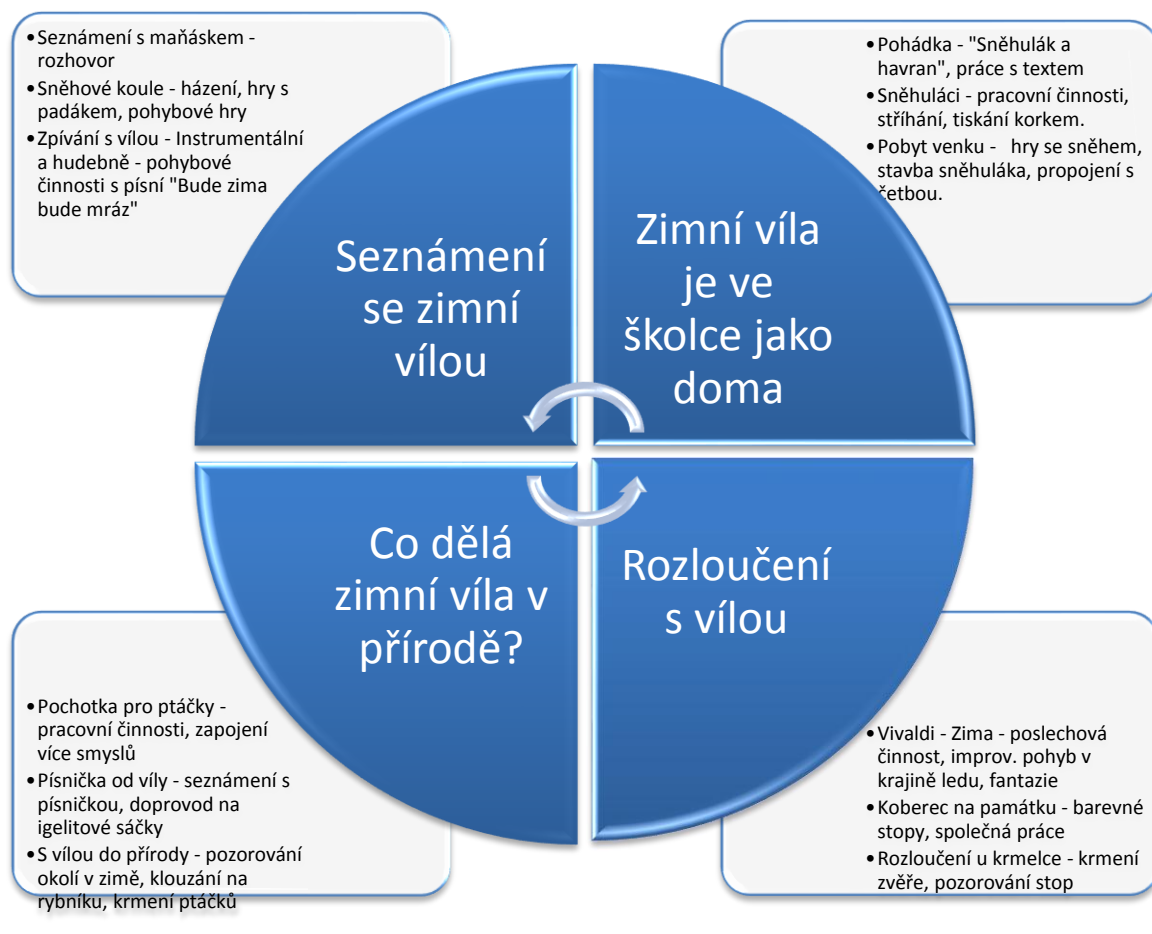 •Seznámení s maňáskem -
rozhovor
•Sněhové koule - házení, hry s
padákem, pohybové hry
•Zpívání s vílou - Instrumentální
a hudebně - pohybové
činnosti s písní "Bude zima
bude mráz"
•Pohádka - "Sněhulák a
havran", práce s textem
•Sněhuláci - pracovní činnosti,
stříhání, tiskání korkem.
•Pobyt venku - hry se sněhem,
stavba sněhuláka, propojení s
četbou.
Seznámení
se zimní
vílou
Zimní víla
je ve
školce jako
doma
Co dělá
zimní víla v
přírodě?
Rozloučení
s vílou
•Pochotka pro ptáčky -
pracovní činnosti, zapojení
více smyslů
•Písnička od víly - seznámení s
písničkou, doprovod na
igelitové sáčky
•S vílou do přírody - pozorování
okolí v zimě, klouzání na
rybníku, krmení ptáčků
•Vivaldi - Zima - poslechová
činnost, improv. pohyb v
krajině ledu, fantazie
•Koberec na památku - barevné
stopy, společná práce
•Rozloučení u krmelce - krmení
zvěře, pozorování stop